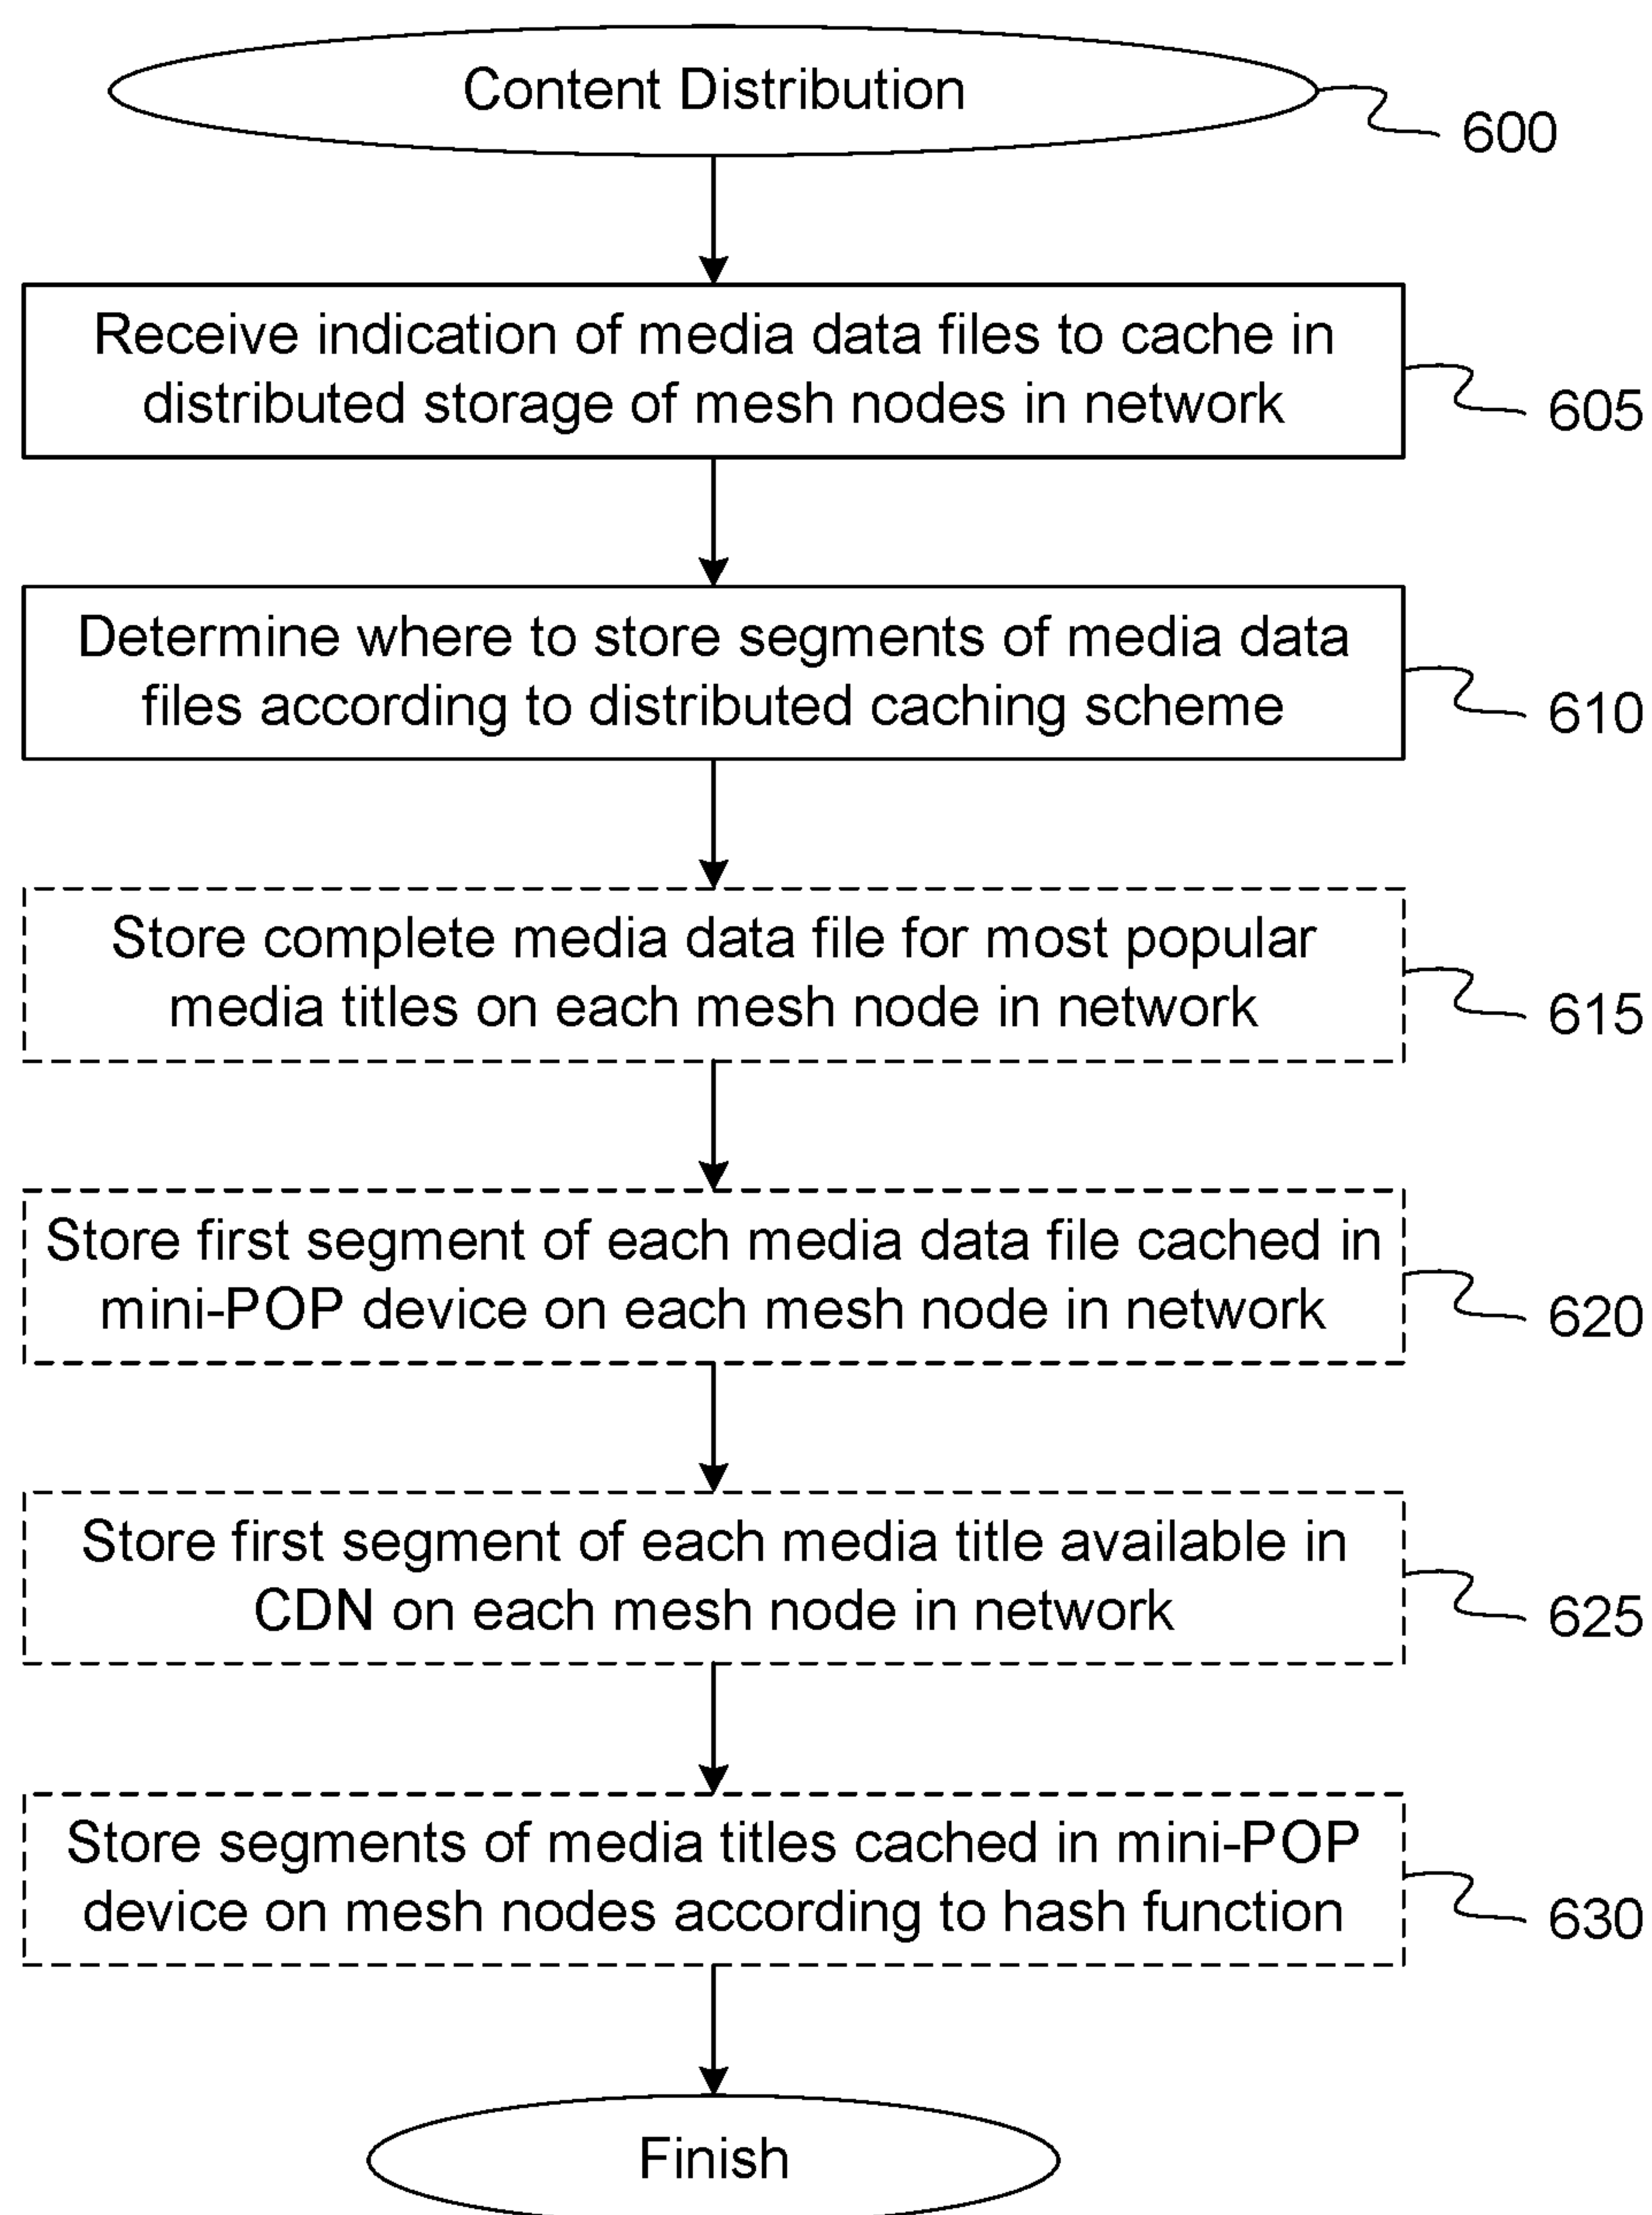 Content Distribution
600
Receive indication of media data files to cache in
distributed storage of mesh nodes in network
605
Determine where to store segments of media data
files according to distributed caching scheme
610
Store complete media data file for most popular
media titles on each mesh node in network
615
Store first segment of each media data file cached in
mini-POP device on each mesh node in network
620
Store first segment of each media title available in
CDN on each mesh node in network
625
Store segments of media titles cached in mini-POP
device on mesh nodes according to hash function
630
Finish